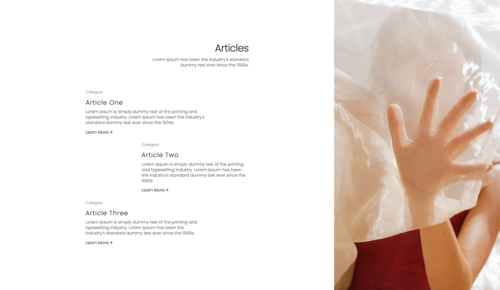 Articles
Lorem Ipsum has been the industry's standard
dummy text ever since the 1500s.
Category
Article One
Lorem Ipsum is simply dummy text of the printing and
typesetting industry. Lorem Ipsum has been the industry's
standard dummy text ever since the 1500s.
Learn More →
Category
Article Two
Lorem Ipsum is simply dummy text of the printing and
typesetting industry. Lorem Ipsum has been
the industry's standard dummy text ever since the
1500s.
Learn More →
Category
Article Three
Lorem Ipsum is simply dummy text of the printing and
typesetting industry. Lorem Ipsum has been the
industry's standard dummy text ever since the 1500s.
Learn More →